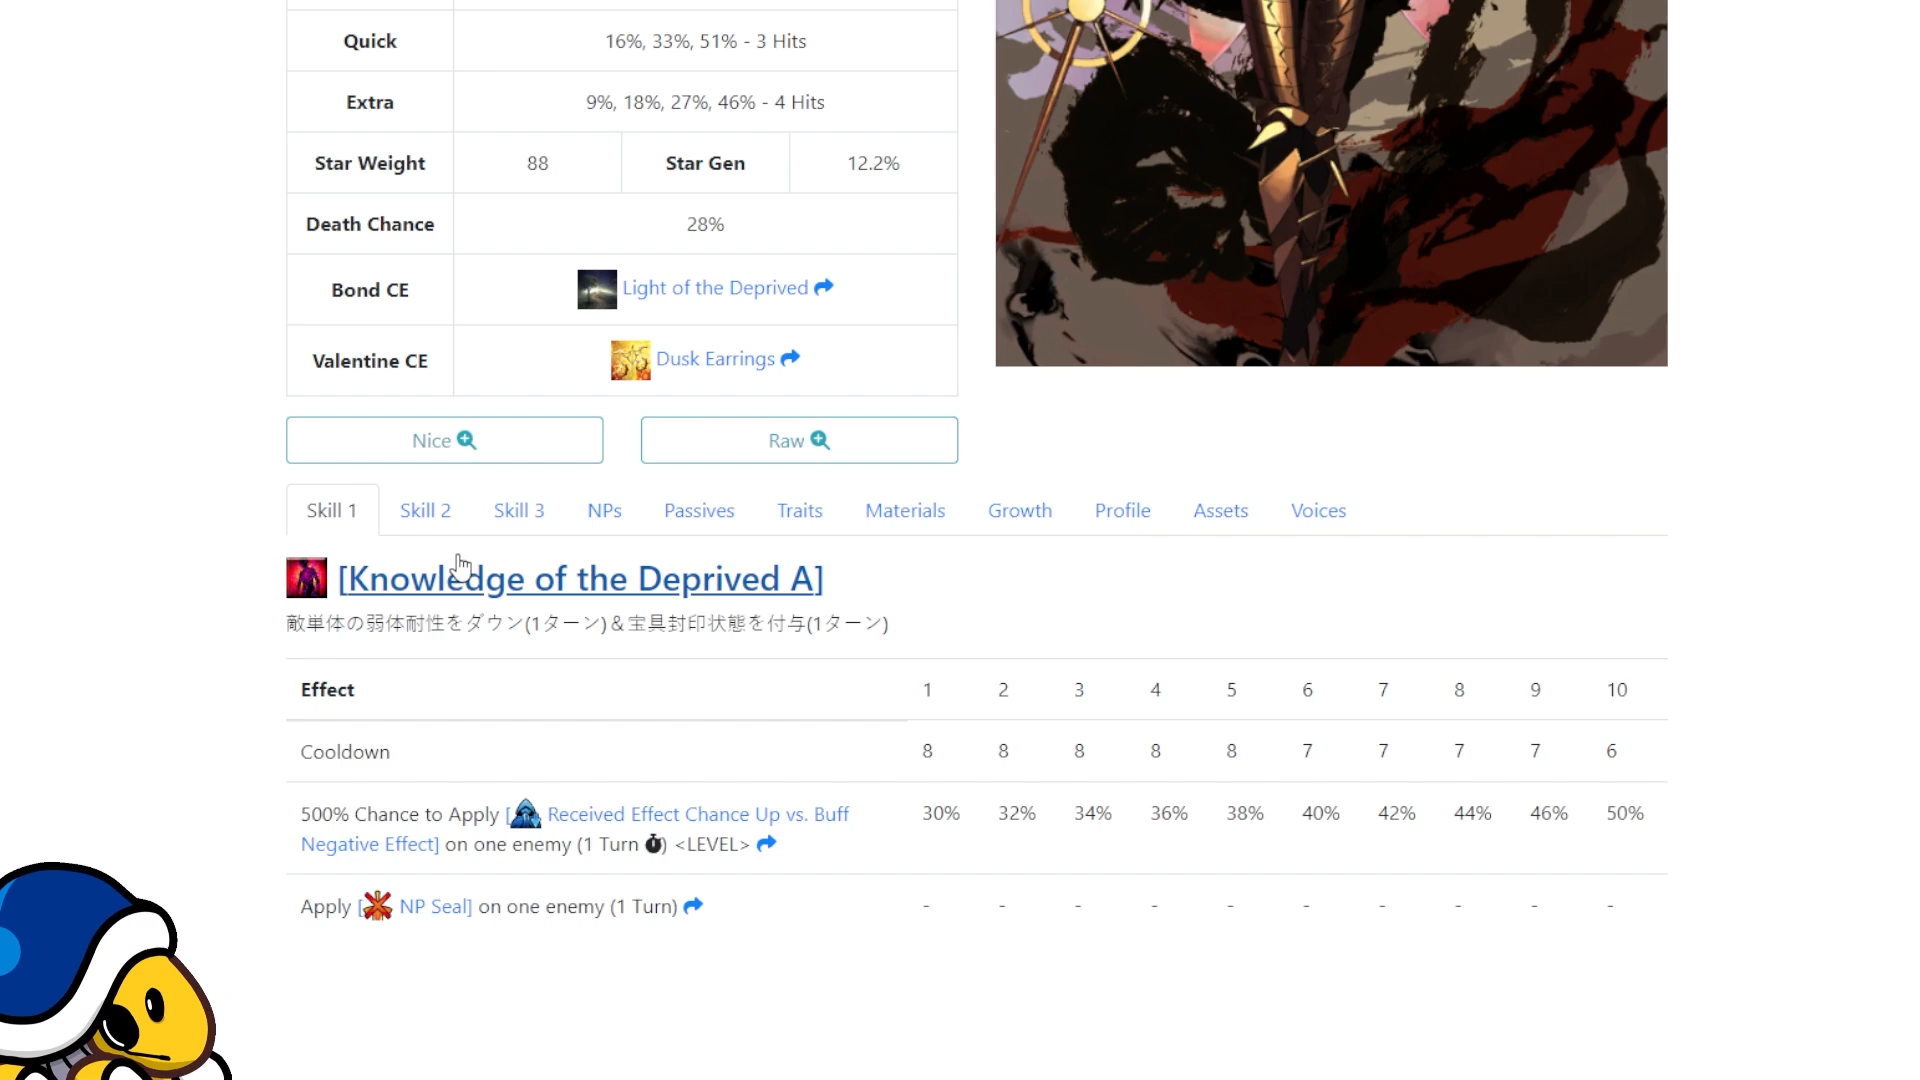 Quick 16%, 33%, 51% - 3 Hits
Extra 9%, 18%, 27%, 46% - 4 Hits
Star Weight 88 Star Gen 12.2%
Death Chance 28%
Bond CE Light of the Deprived
Valentine CE Dusk Earrings
Nice Raw
Skill 1 Skill 2 Skill 3 NPs Passives Traits Materials Growth Profile Assets Voices
[Knowledge of the Deprived A]
敵単体の弱体耐性をダウン(1ターン)＆宝具封印状態を付与(1ターン)
Effect 1 2 3 4 5 6 7 8 9 10
Cooldown 8 8 8 8 8 7 7 7 7 6
500% Chance to Apply [ Received Effect Chance Up vs. Buff 30% 32% 34% 36% 38% 40% 42% 44% 46% 50%
Negative Effect] on one enemy (1 Turn ) <LEVEL>
Apply [ NP Seal] on one enemy (1 Turn) - - - - - - - - - -